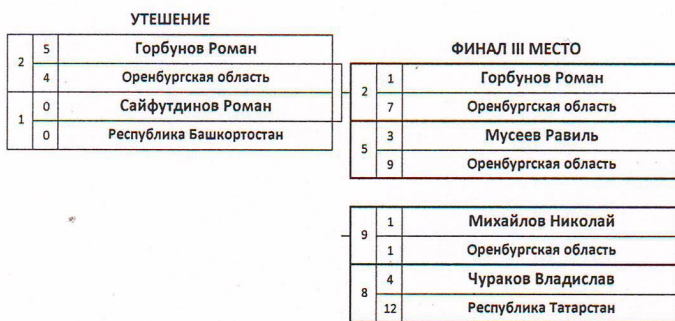 УТЕШЕНИЕ
2 5 Горбунов Роман
4 Оренбургская область
1 0 Сайфутдинов Роман
0 Республика Башкортостан
ФИНАЛ III МЕСТО
2 1 Горбунов Роман
7 Оренбургская область
5 3 Мусеев Равиль
9 Оренбургская область
9 1 Михайлов Николай
1 Оренбургская область
8 4 Чураков Владислав
12 Республика Татарстан